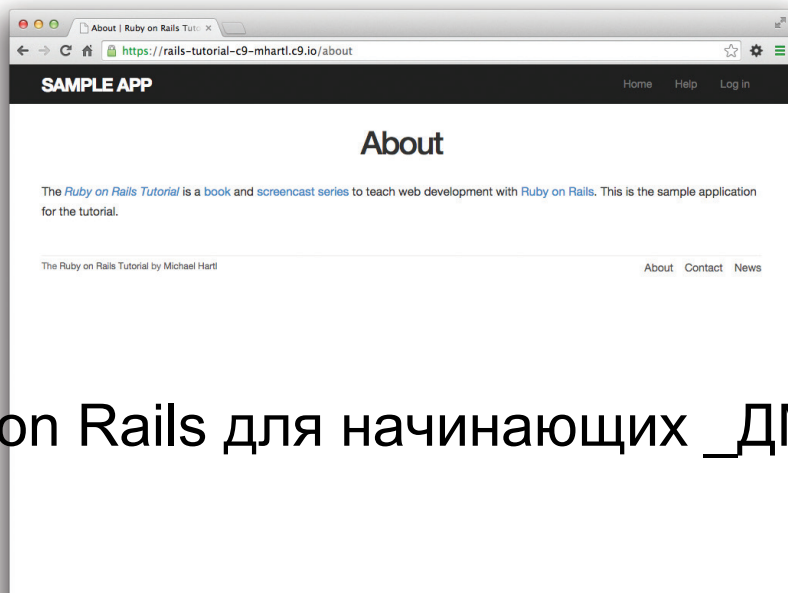 About | Ruby on Rails Tuto
https://rails-tutorial-c9-mhartl.c9.io/about
SAMPLE APP
Home Help Log in
About
The Ruby on Rails Tutorial is a book and screencast series to teach web development with Ruby on Rails. This is the sample application
for the tutorial.
The Ruby on Rails Tutorial by Michael Hartl
About Contact News
on Rails для начинающих _Д